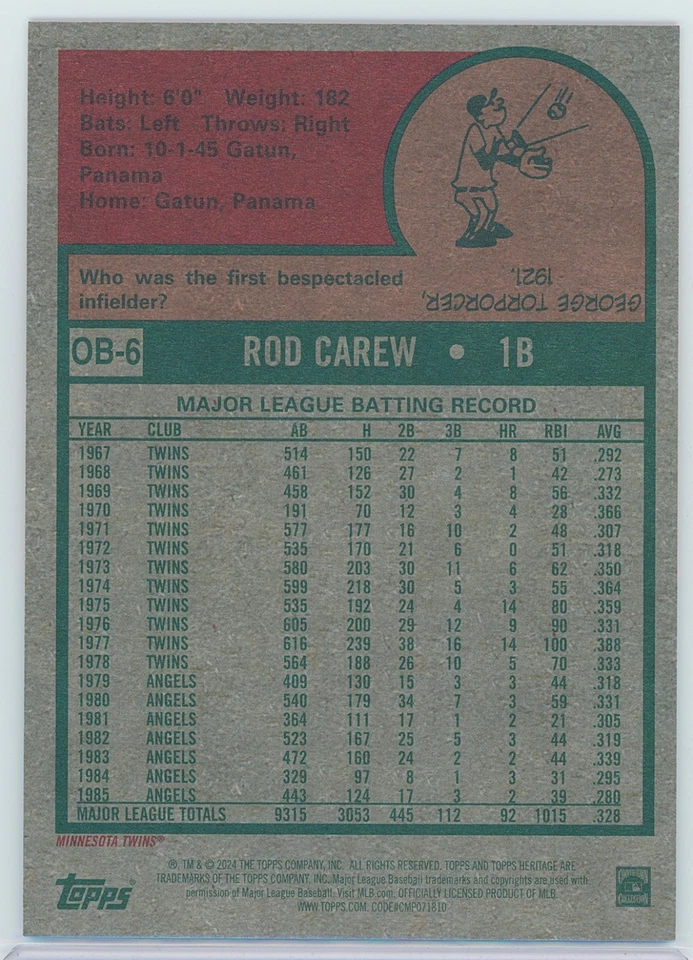 Height: 6'0" Weight: 182
Bats: Left Throws: Right
Born: 10-1-45 Gatun,
Panama
Home: Gatun, Panama
Who was the first bespectacled
infielder?
GEORGE TORPORCER,
1921.
OB-6 ROD CAREW • 1B
MAJOR LEAGUE BATTING RECORD
YEAR CLUB AB H 2B 3B HR RBI AVG
1967 TWINS 514 150 22 7 8 51 .292
1968 TWINS 461 126 27 2 1 42 .273
1969 TWINS 458 152 30 4 8 56 .332
1970 TWINS 191 70 12 3 4 28 .366
1971 TWINS 577 177 16 10 2 48 .307
1972 TWINS 535 170 21 6 0 51 .318
1973 TWINS 580 203 30 11 6 62 .350
1974 TWINS 599 218 30 5 3 55 .364
1975 TWINS 535 192 24 4 14 80 .359
1976 TWINS 605 200 29 12 9 90 .331
1977 TWINS 616 239 38 16 14 100 .388
1978 TWINS 564 188 26 10 5 70 .333
1979 ANGELS 409 130 15 3 3 44 .318
1980 ANGELS 540 179 34 7 3 59 .331
1981 ANGELS 364 111 17 1 2 21 .305
1982 ANGELS 523 167 25 5 3 44 .319
1983 ANGELS 472 160 24 2 2 44 .339
1984 ANGELS 329 97 8 1 3 31 .295
1985 ANGELS 443 124 17 3 2 39 .280
MAJOR LEAGUE TOTALS 9315 3053 445 112 92 1015 .328
MINNESOTA TWINS®
®, TM & © 2024 THE TOPPS COMPANY, INC. ALL RIGHTS RESERVED. TOPPS AND TOPPS HERITAGE ARE
TRADEMARKS OF THE TOPPS COMPANY, INC. Major League Baseball trademarks and copyrights are used with
permission of Major League Baseball. Visit MLB.com. OFFICIALLY LICENSED PRODUCT OF MLB.
WWW.TOPPS.COM. CODE#CMP071810
topps